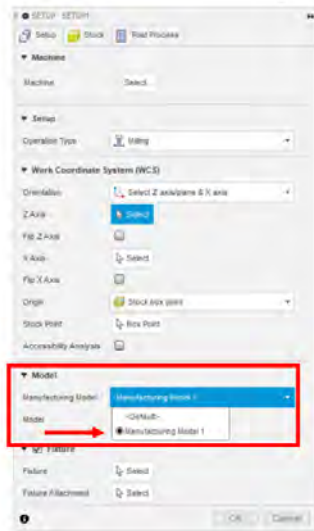 SETUP : SETUP1
Setup Stock Post Process
Machine
Machine Select
Setup
Operation Type Milling
Work Coordinate System (WCS)
Orientation Select Z axis/plane & X axis
Z Axis Select
Flip Z Axis
X Axis Select
Flip X Axis
Origin Stock box point
Stock Point Box Point
Accessibility Analysis
Model
Manufacturing Model Manufacturing Model 1
Model <Default>
Manufacturing Model 1
Fixture
Fixture Select
Fixture Attachment Select
OK Cancel